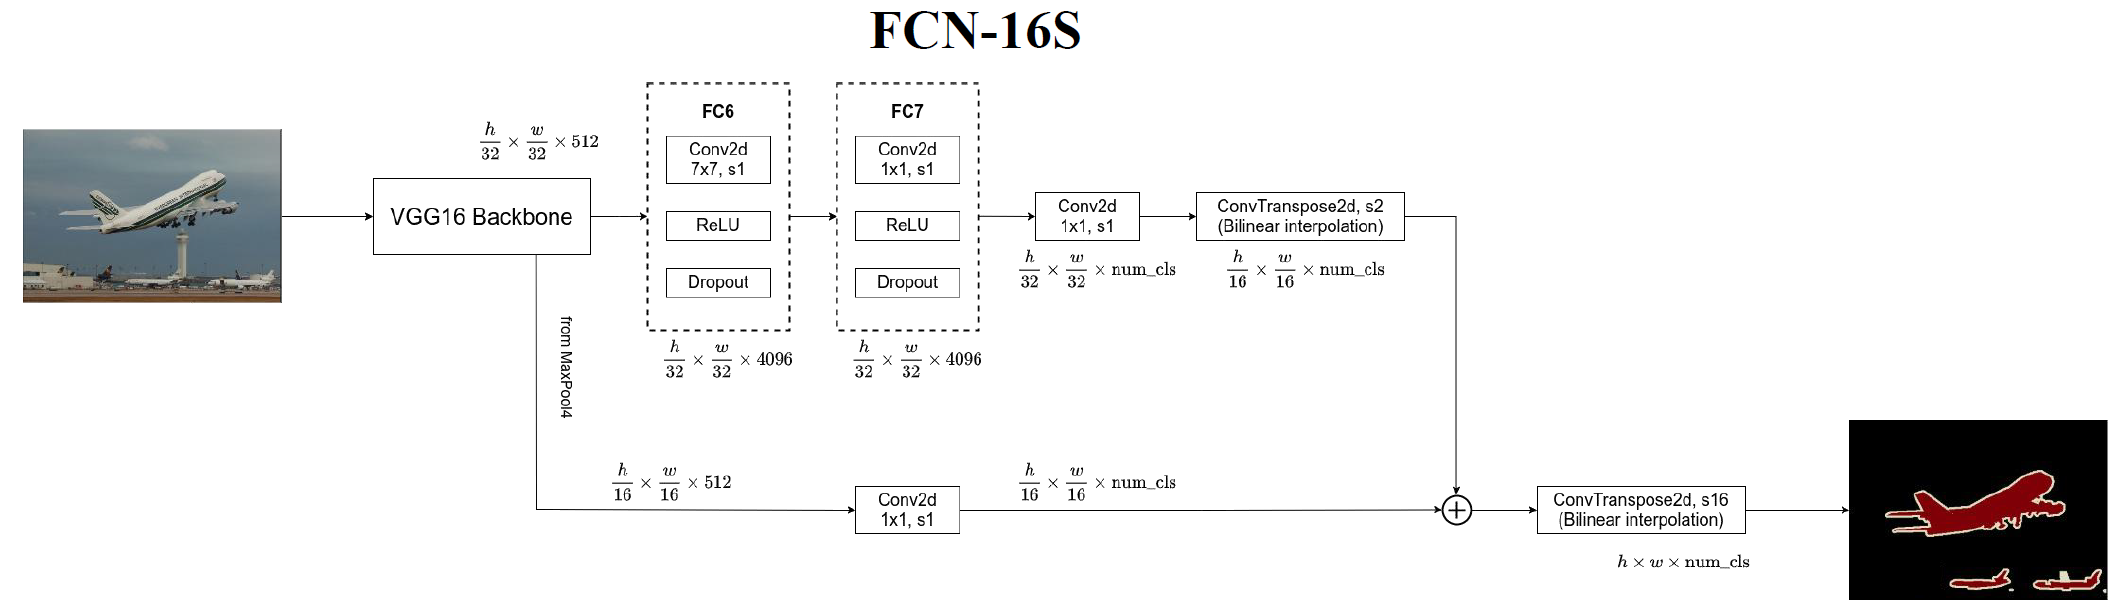 FCN-16S
h/32 × w/32 × 512
VGG16 Backbone
FC6
Conv2d
7x7, s1
ReLU
Dropout
h/32 × w/32 × 4096
FC7
Conv2d
1x1, s1
ReLU
Dropout
h/32 × w/32 × 4096
Conv2d
1x1, s1
h/32 × w/32 × num_cls
ConvTranspose2d, s2
(Bilinear interpolation)
h/16 × w/16 × num_cls
from MaxPool4
h/16 × w/16 × 512
Conv2d
1x1, s1
h/16 × w/16 × num_cls
+
ConvTranspose2d, s16
(Bilinear interpolation)
h × w × num_cls